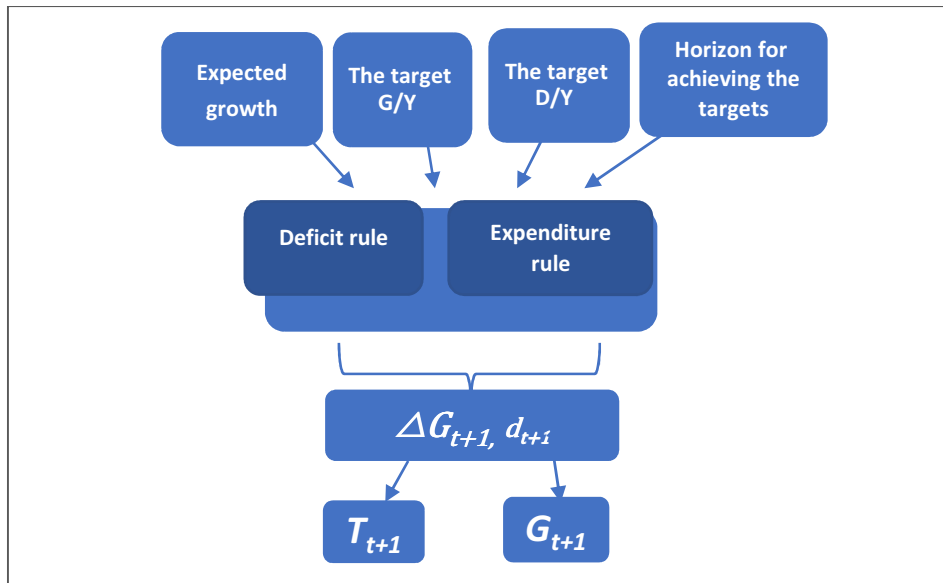 Expected
growth
The target
G/Y
The target
D/Y
Horizon for
achieving the
targets
Deficit rule
Expenditure
rule
ΔG_{t+1}, d_{t+1}
T_{t+1}
G_{t+1}